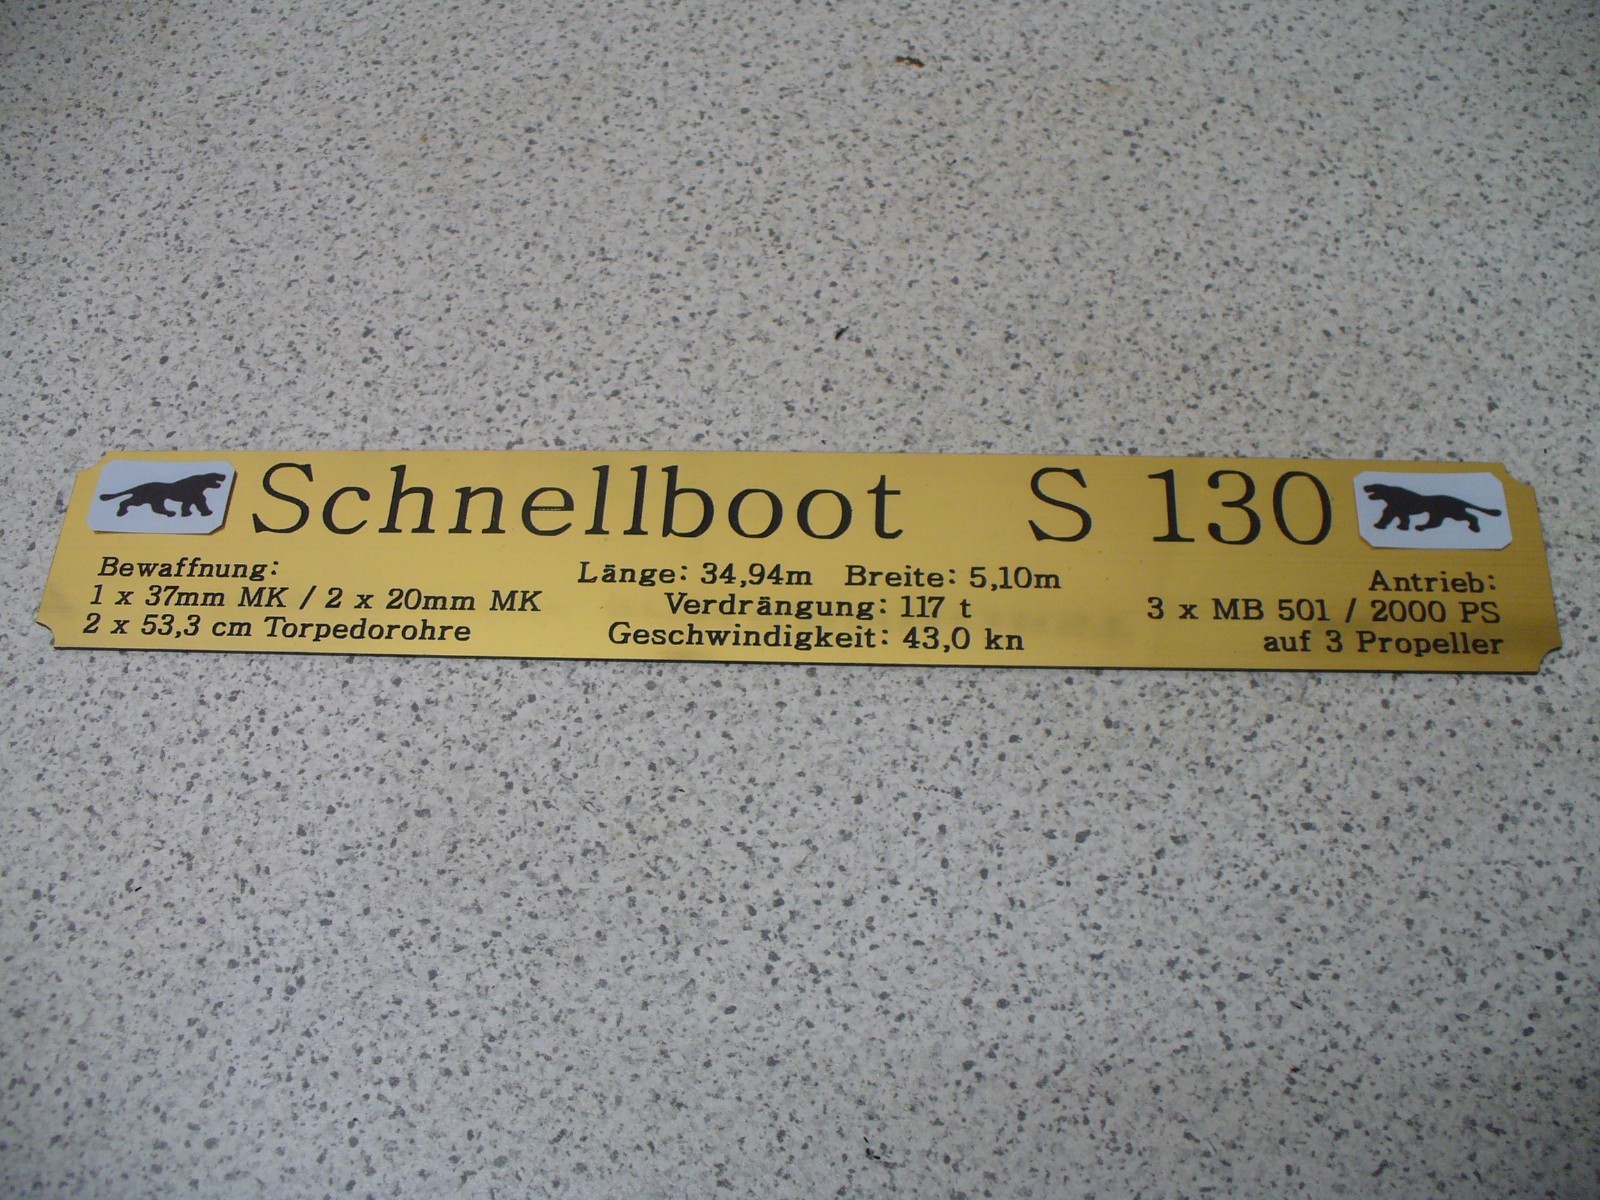 Schnellboot S 130
Bewaffnung:
1 x 37mm MK / 2 x 20mm MK
2 x 53,3 cm Torpedorohre
Länge: 34,94m Breite: 5,10m
Verdrängung: 117 t
Geschwindigkeit: 43,0 kn
Antrieb:
3 x MB 501 / 2000 PS
auf 3 Propeller